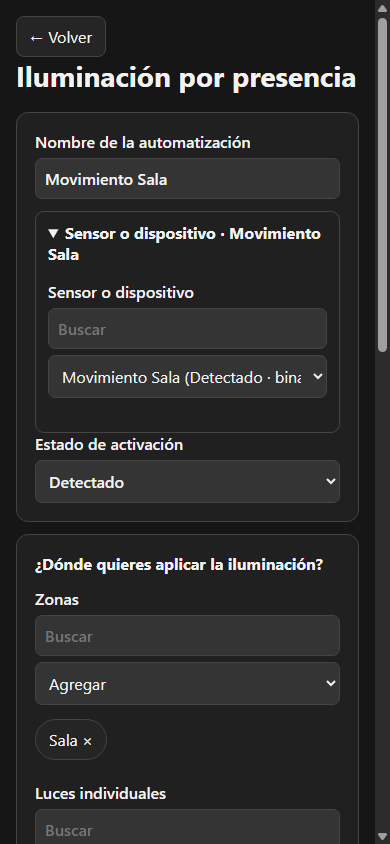 ← Volver
Iluminación por presencia
Nombre de la automatización
Movimiento Sala
▼ Sensor o dispositivo · Movimiento
Sala
Sensor o dispositivo
Buscar
Movimiento Sala (Detectado · bina
Estado de activación
Detectado
¿Dónde quieres aplicar la iluminación?
Zonas
Buscar
Agregar
Sala ×
Luces individuales
Buscar